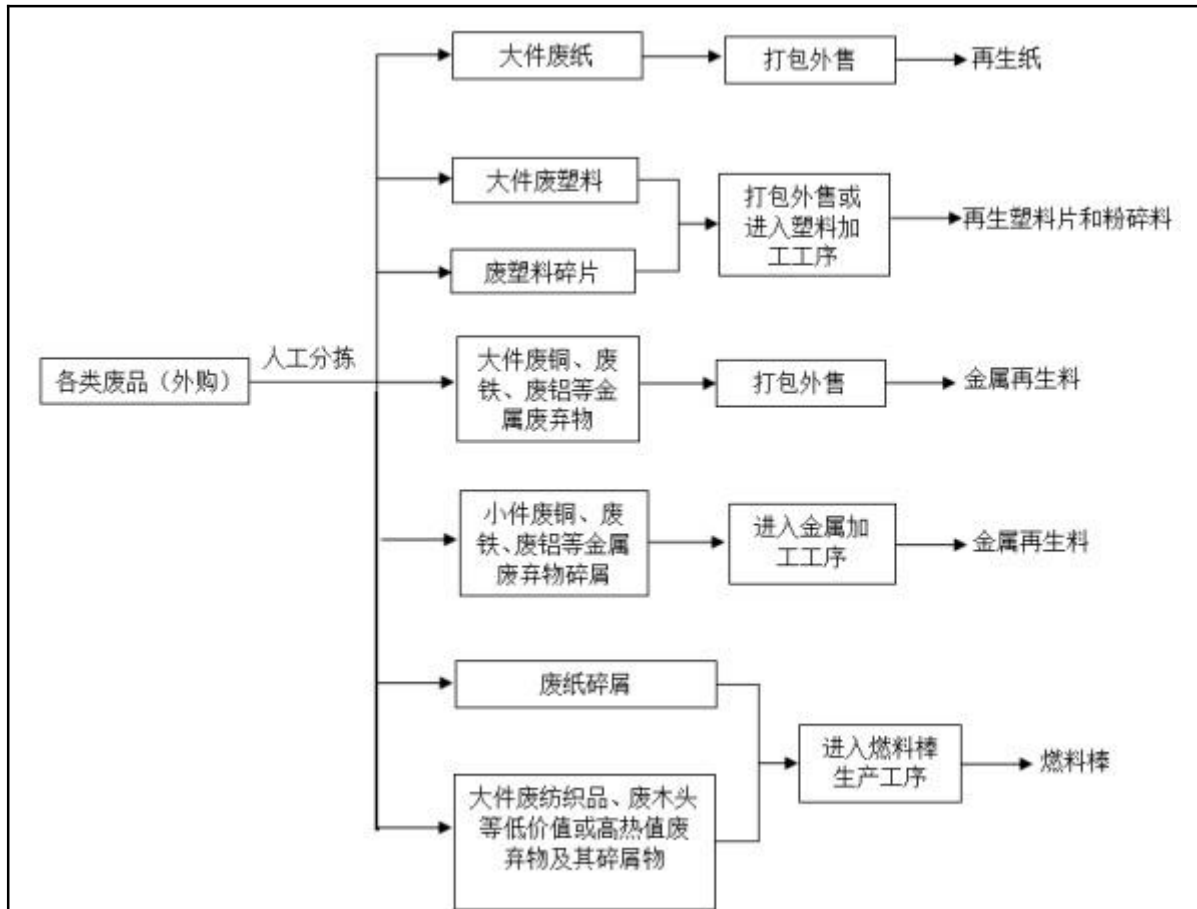 大件废纸
打包外售
再生纸
大件废塑料
废塑料碎片
打包外售或
进入塑料加
工工序
再生塑料片和粉碎料
各类废品（外购）
人工分拣
大件废铜、废
铁、废铝等金
属废弃物
打包外售
金属再生料
小件废铜、废
铁、废铝等金属
废弃物碎屑
进入金属加
工工序
金属再生料
废纸碎屑
大件废纺织品、废木头
等低价值或高热值废
弃物及其碎屑物
进入燃料棒
生产工序
燃料棒